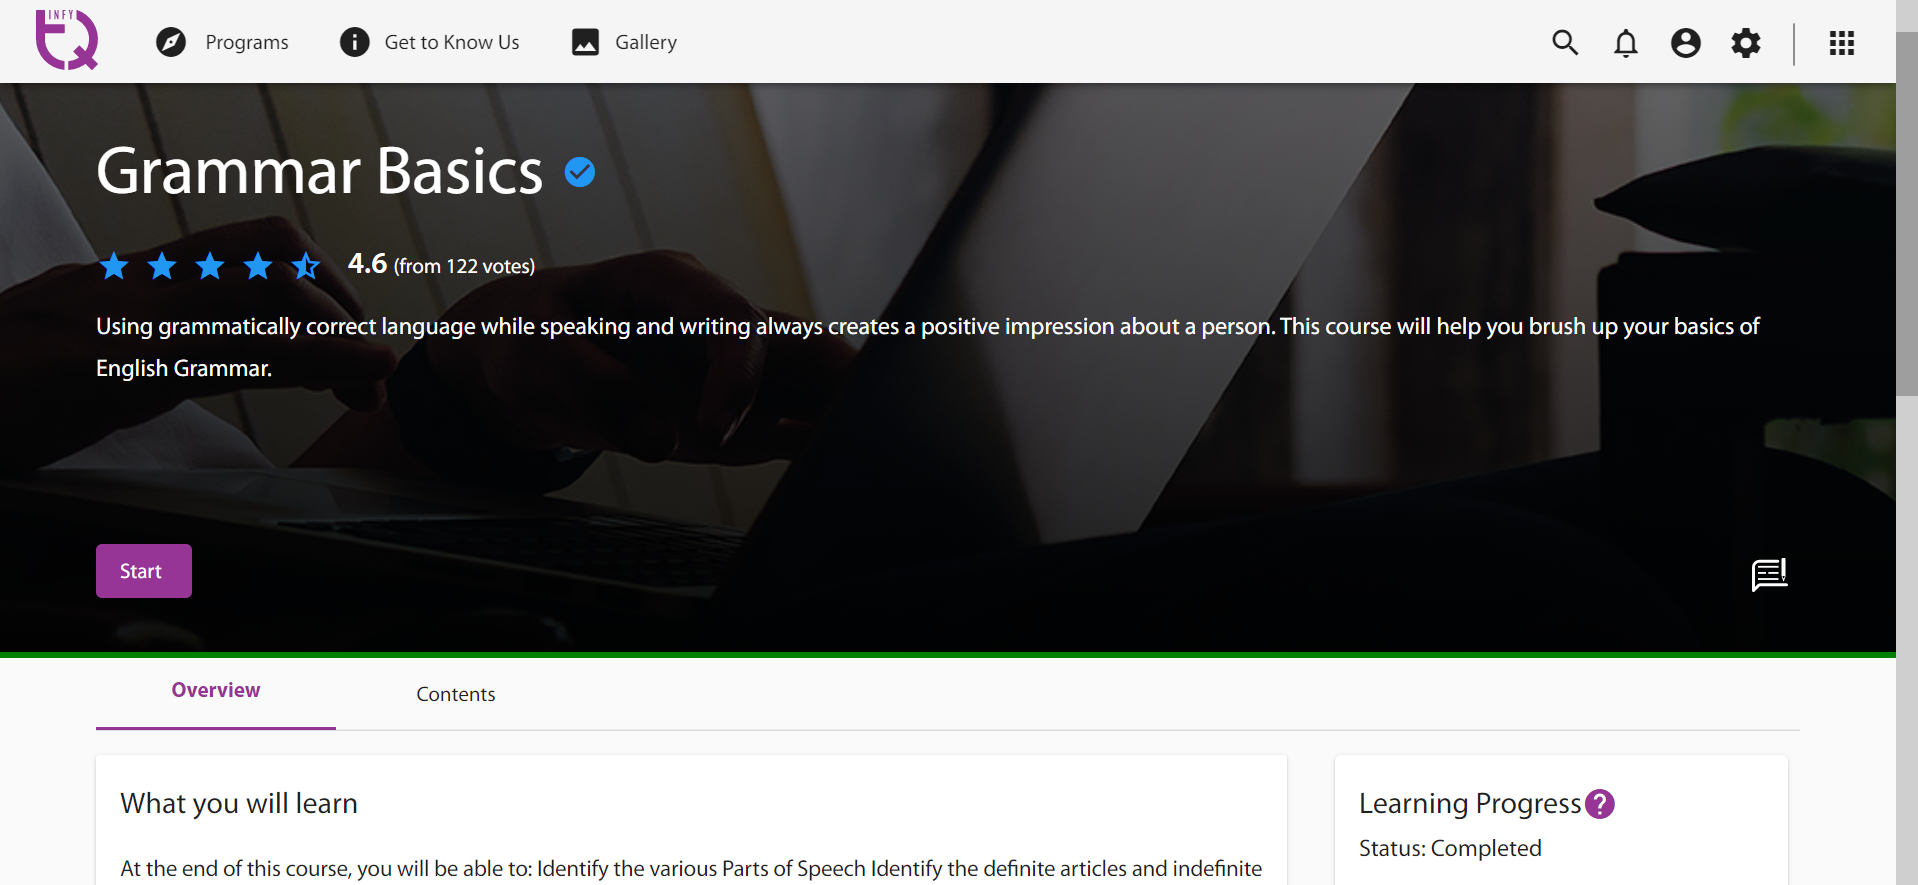 INFY
TQ
Programs
Get to Know Us
Gallery
Grammar Basics
4.6 (from 122 votes)
Using grammatically correct language while speaking and writing always creates a positive impression about a person. This course will help you brush up your basics of
English Grammar.
Start
Overview
Contents
What you will learn
At the end of this course, you will be able to: Identify the various Parts of Speech Identify the definite articles and indefinite
Learning Progress ?
Status: Completed